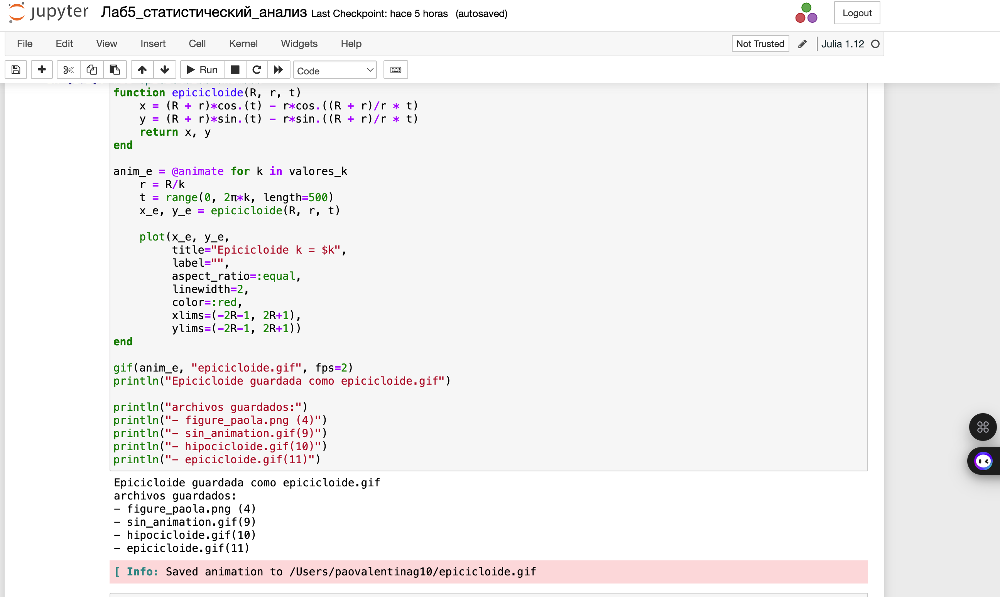 jupyter Лаб5_статистический_анализ Last Checkpoint: hace 5 horas (autosaved)
Logout
File Edit View Insert Cell Kernel Widgets Help
Not Trusted
Julia 1.12
Run
Code
function epicicloide(R, r, t)
    x = (R + r)*cos.(t) - r*cos.((R + r)/r * t)
    y = (R + r)*sin.(t) - r*sin.((R + r)/r * t)
    return x, y
end
anim_e = @animate for k in valores_k
    r = R/k
    t = range(0, 2π*k, length=500)
    x_e, y_e = epicicloide(R, r, t)
    plot(x_e, y_e,
         title="Epicicloide k = $k",
         label="",
         aspect_ratio=:equal,
         linewidth=2,
         color=:red,
         xlims=(-2R-1, 2R+1),
         ylims=(-2R-1, 2R+1))
end
gif(anim_e, "epicicloide.gif", fps=2)
println("Epicicloide guardada como epicicloide.gif")
println("archivos guardados:")
println("- figure_paola.png (4)")
println("- sin_animation.gif(9)")
println("- hipocicloide.gif(10)")
println("- epicicloide.gif(11)")
Epicicloide guardada como epicicloide.gif
archivos guardados:
- figure_paola.png (4)
- sin_animation.gif(9)
- hipocicloide.gif(10)
- epicicloide.gif(11)
[ Info: Saved animation to /Users/paovalentinag10/epicicloide.gif